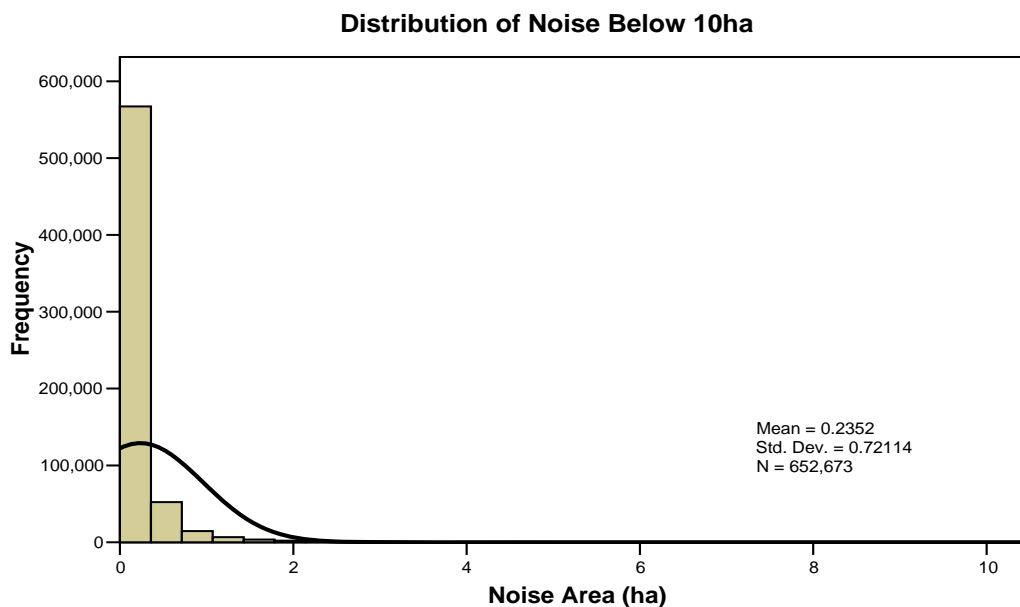 Distribution of Noise Below 10ha
600,000
500,000
400,000
300,000
200,000
100,000
0
Frequency
Mean = 0.2352
Std. Dev. = 0.72114
N = 652,673
0 2 4 6 8 10
Noise Area (ha)